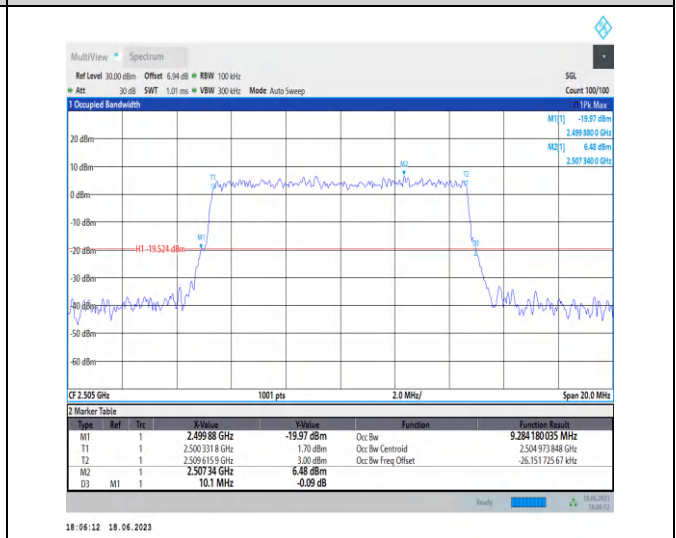 MultiView Spectrum
Ref Level 30.00 dBm Offset 6.94 dB RBW 100 kHz SGL
Att 30 dB SWT 1.01 ms VBW 300 kHz Mode Auto Sweep Count 100/100
1 Occupied Bandwidth 1Pk Max
M1[1] -19.97 dBm
2.499 880 0 GHz
M2[1] 6.48 dBm
2.507 340 0 GHz
20 dBm
10 dBm
M2
T1
T2
0 dBm
-10 dBm
M1
-20 dBm
H1 -19.524 dBm
D3
-30 dBm
-40 dBm
-50 dBm
-60 dBm
CF 2.505 GHz 1001 pts 2.0 MHz/ Span 20.0 MHz
2 Marker Table
Type Ref Trc X-Value Y-Value Function Function Result
M1 1 2.49988 GHz -19.97 dBm Occ Bw 9.284 180 035 MHz
T1 1 2.500 331 8 GHz 1.70 dBm Occ Bw Centroid 2.504 973 848 GHz
T2 1 2.509 615 9 GHz 3.00 dBm Occ Bw Freq Offset -26.151 725 67 kHz
M2 1 2.50734 GHz 6.48 dBm
D3 M1 1 10.1 MHz -0.09 dB
Ready 18.06.2023
18:06:12
18:06:12 18.06.2023